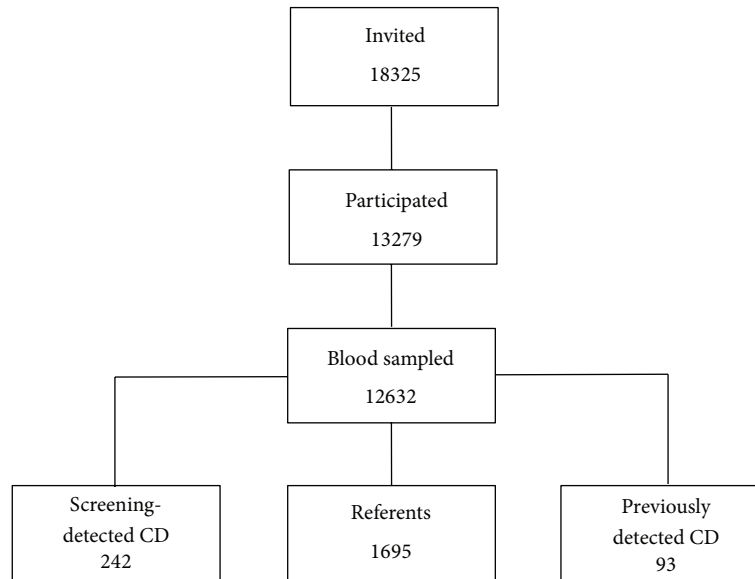 Invited
18325
Participated
13279
Blood sampled
12632
Screening-
detected CD
242
Referents
1695
Previously
detected CD
93